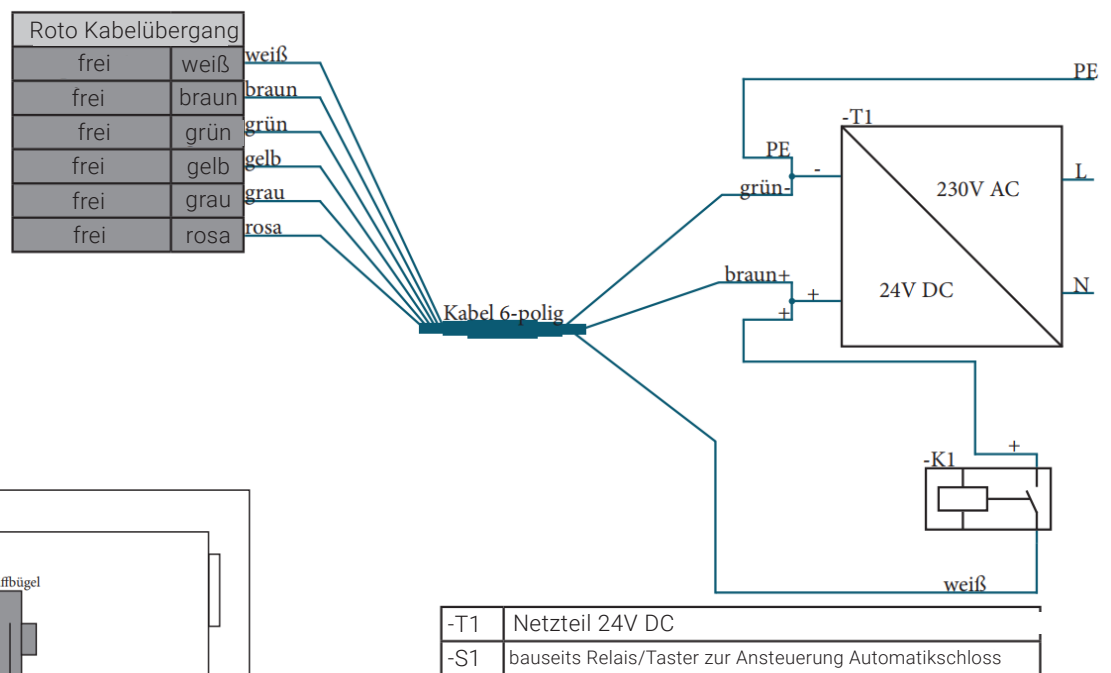 Roto Kabelübergang
frei weiß weiß
frei braun braun
frei grün grün
frei gelb gelb
frei grau grau
frei rosa rosa
Kabel 6-polig
PE
-T1
PE
-
grün-
230V AC
L
braun+
+
24V DC
N
+
+
-K1
weiß
ffbügel
-T1 Netzteil 24V DC
-S1 bauseits Relais/Taster zur Ansteuerung Automatikschloss